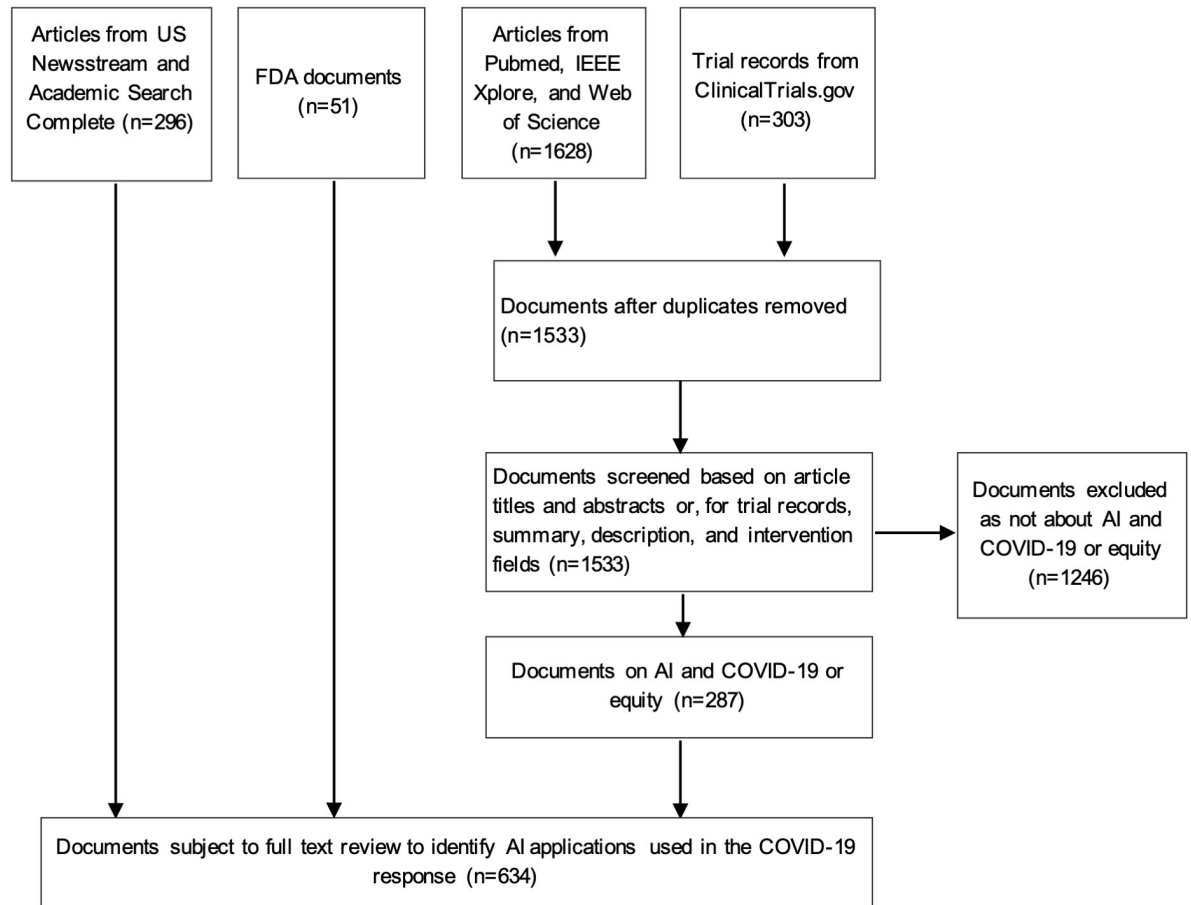 Articles from US
Newsstream and
Academic Search
Complete (n=296)
FDA documents
(n=51)
Articles from
Pubmed, IEEE
Xplore, and Web
of Science
(n=1628)
Trial records from
ClinicalTrials.gov
(n=303)
Documents after duplicates removed
(n=1533)
Documents screened based on article
titles and abstracts or, for trial records,
summary, description, and intervention
fields (n=1533)
Documents excluded
as not about AI and
COVID-19 or equity
(n=1246)
Documents on AI and COVID-19 or
equity (n=287)
Documents subject to full text review to identify AI applications used in the COVID-19
response (n=634)